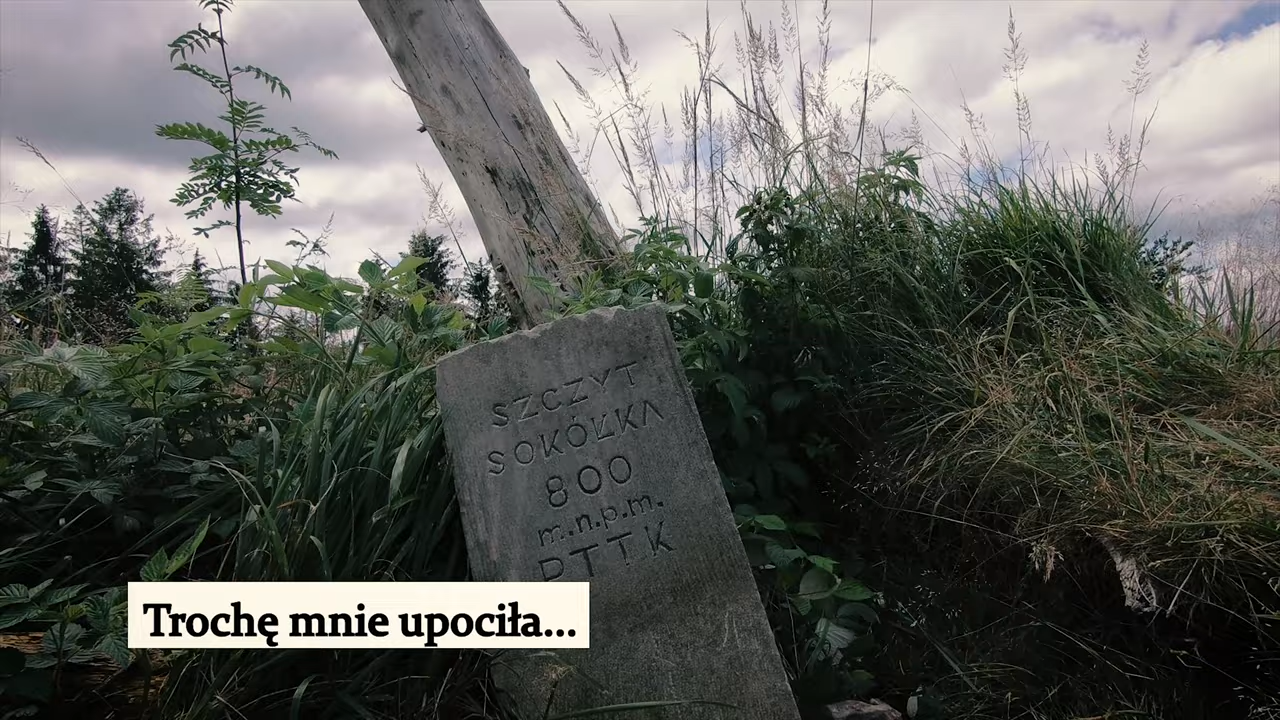 SZCZYT
SOKÓŁKA
800
m.n.p.m.
PTTK
Trochę mnie upociła...